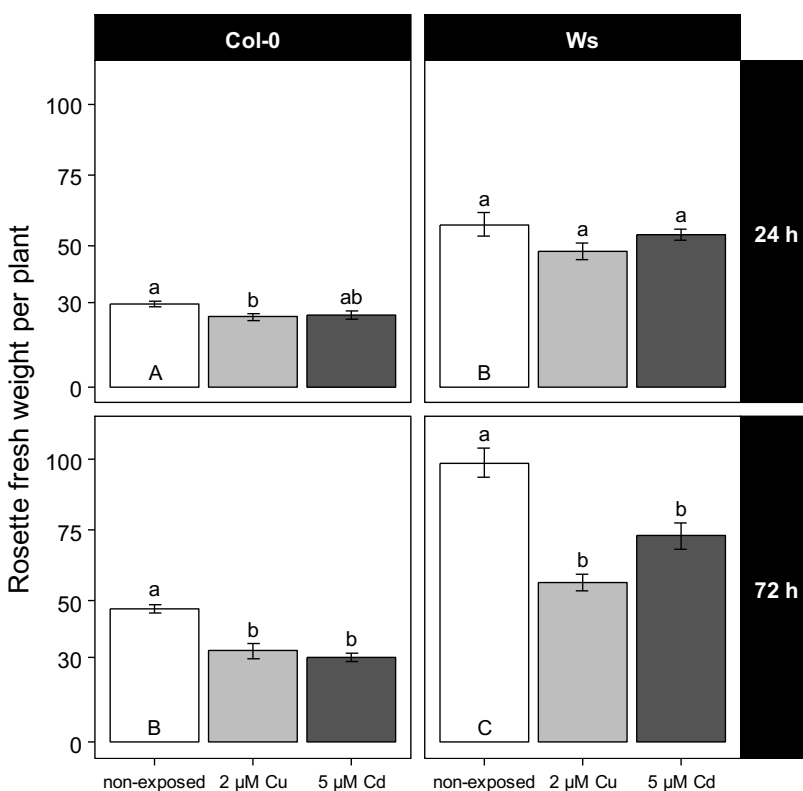 Col-0
Ws
Rosette fresh weight per plant
100
75
50
30
0
a
b
ab
A
a
a
a
B
24 h
100
75
50
30
0
a
b
b
B
a
b
b
C
72 h
non-exposed 2 µM Cu 5 µM Cd
non-exposed 2 µM Cu 5 µM Cd